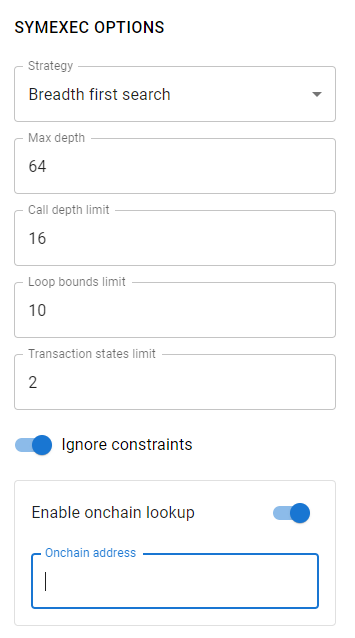 SYMEXEC OPTIONS
Strategy
Breadth first search
Max depth
64
Call depth limit
16
Loop bounds limit
10
Transaction states limit
2
Ignore constraints
Enable onchain lookup
Onchain address